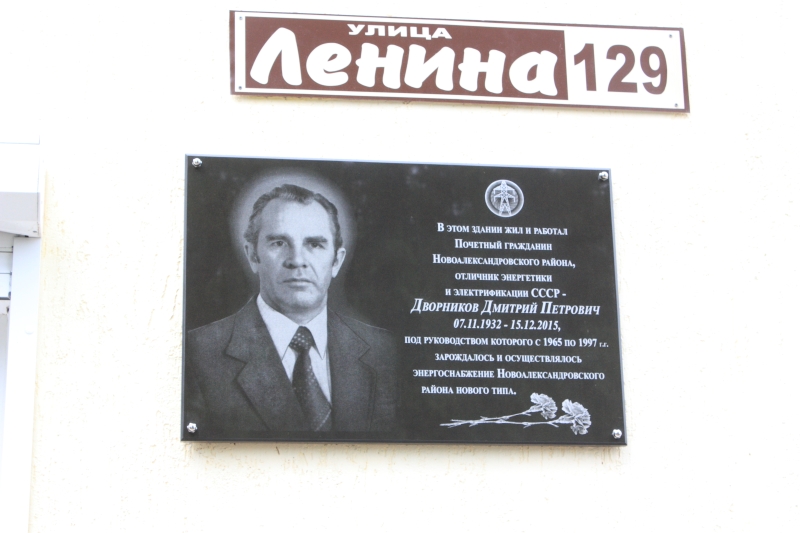 УЛИЦА
Ленина 129
В этом здании жил и работал
Почетный гражданин
Новоалександровского района,
отличник энергетики
и электрификации СССР -
Дворников Дмитрий Петрович
07.11.1932 - 15.12.2015,
под руководством которого с 1965 по 1997 г.г.
зарождалось и осуществлялось
энергоснабжение Новоалександровского
района нового типа.